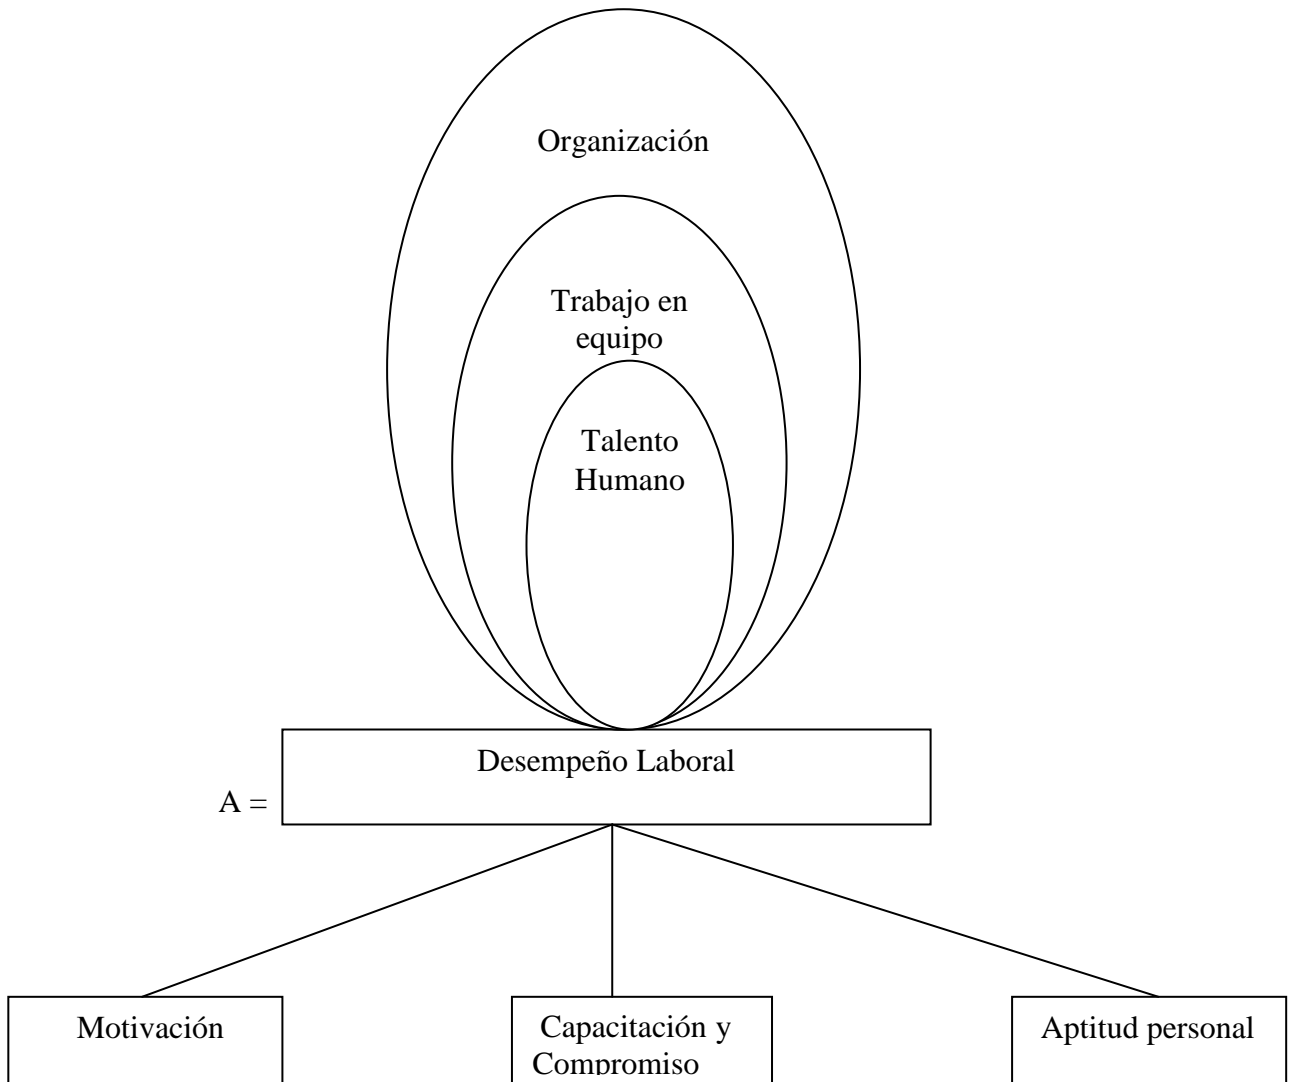 Organización
Trabajo en
equipo
Talento
Humano
Desempeño Laboral
A =
Motivación
Capacitación y
Compromiso
Aptitud personal